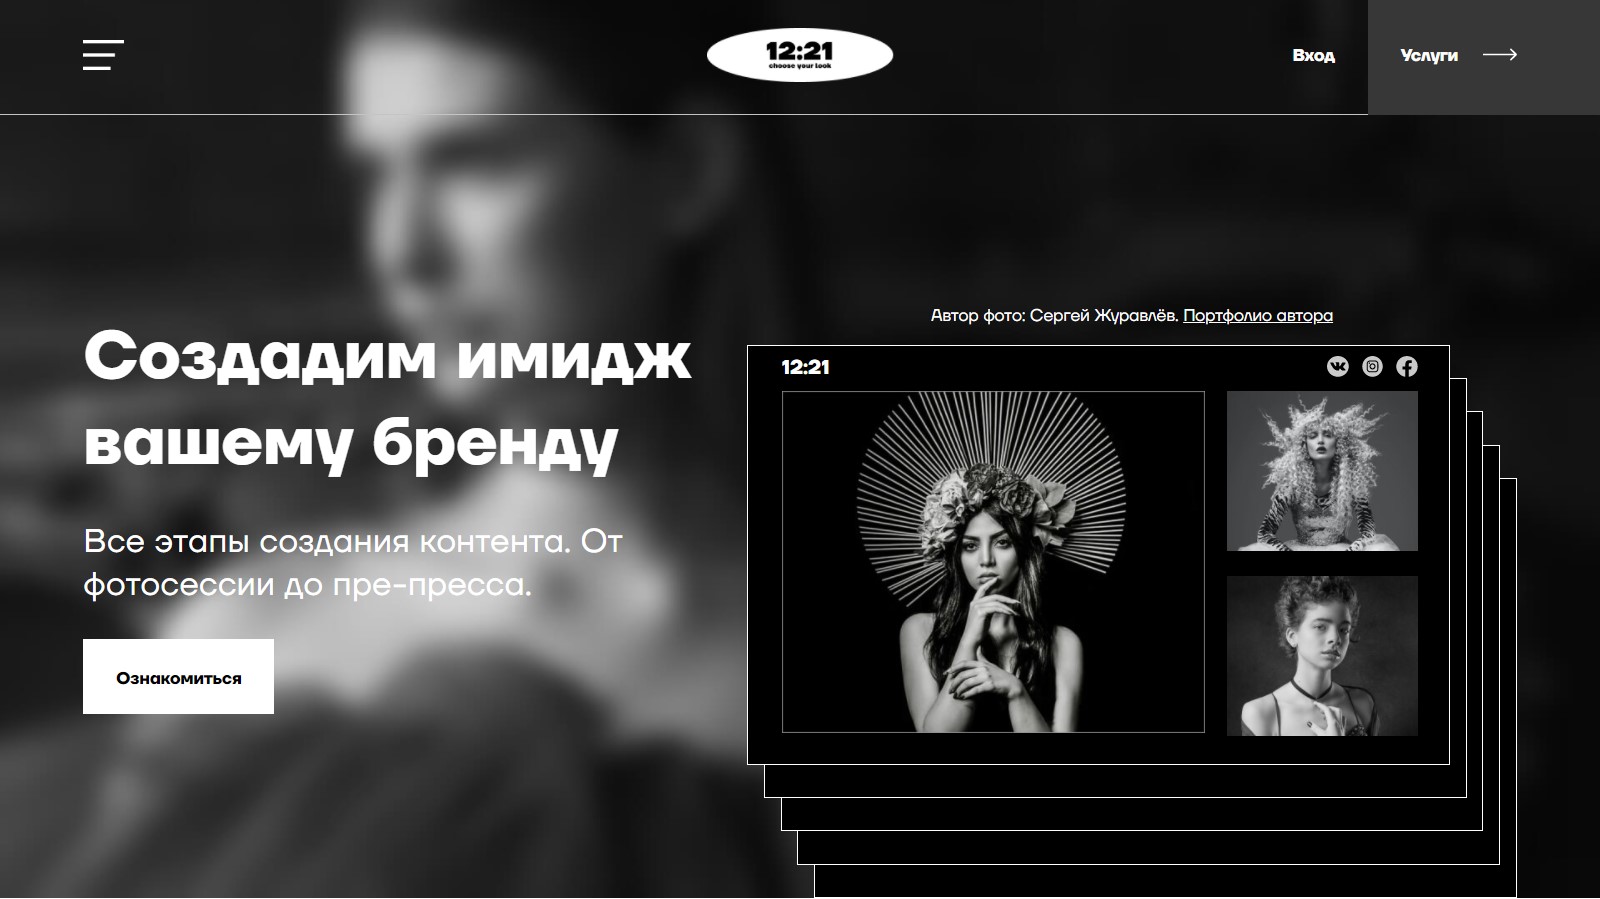 12:21
choose your look
Вход
Услуги
Автор фото: Сергей Журавлёв. Портфолио автора
Создадим имидж
вашему бренду
Все этапы создания контента. От
фотосессии до пре-пресса.
Ознакомиться
12:21